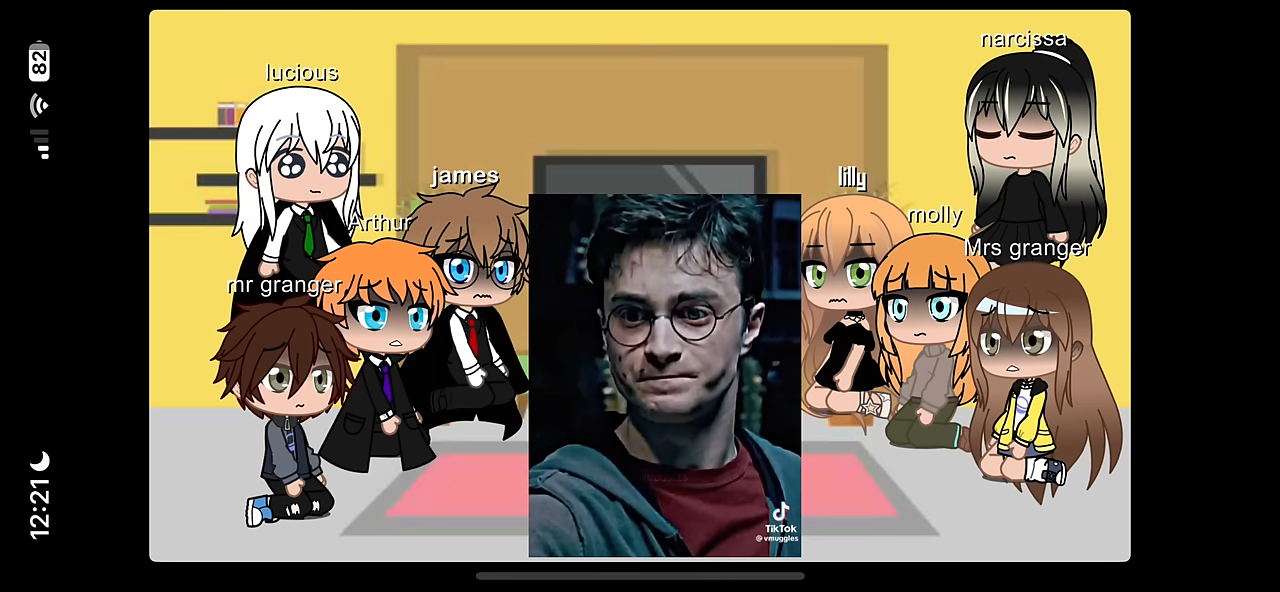 82
12:21
lucious
narcissa
james
lilly
Arthur
molly
mr granger
Mrs granger
TikTok
@vmuggles